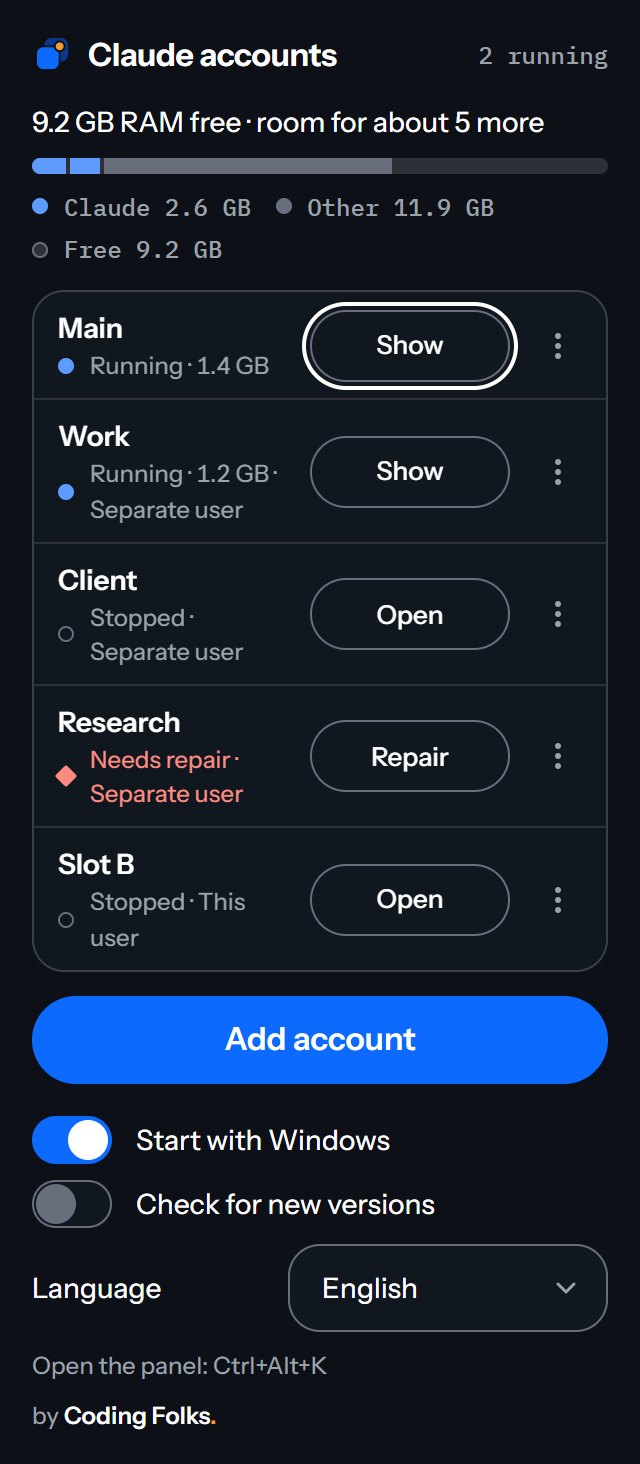 Claude accounts
2 running
9.2 GB RAM free · room for about 5 more
Claude 2.6 GB
Other 11.9 GB
Free 9.2 GB
Main
Running · 1.4 GB
Show
Work
Running · 1.2 GB ·
Separate user
Show
Client
Stopped ·
Separate user
Open
Research
Needs repair ·
Separate user
Repair
Slot B
Stopped · This
user
Open
Add account
Start with Windows
Check for new versions
Language
English
Open the panel: Ctrl+Alt+K
by Coding Folks.